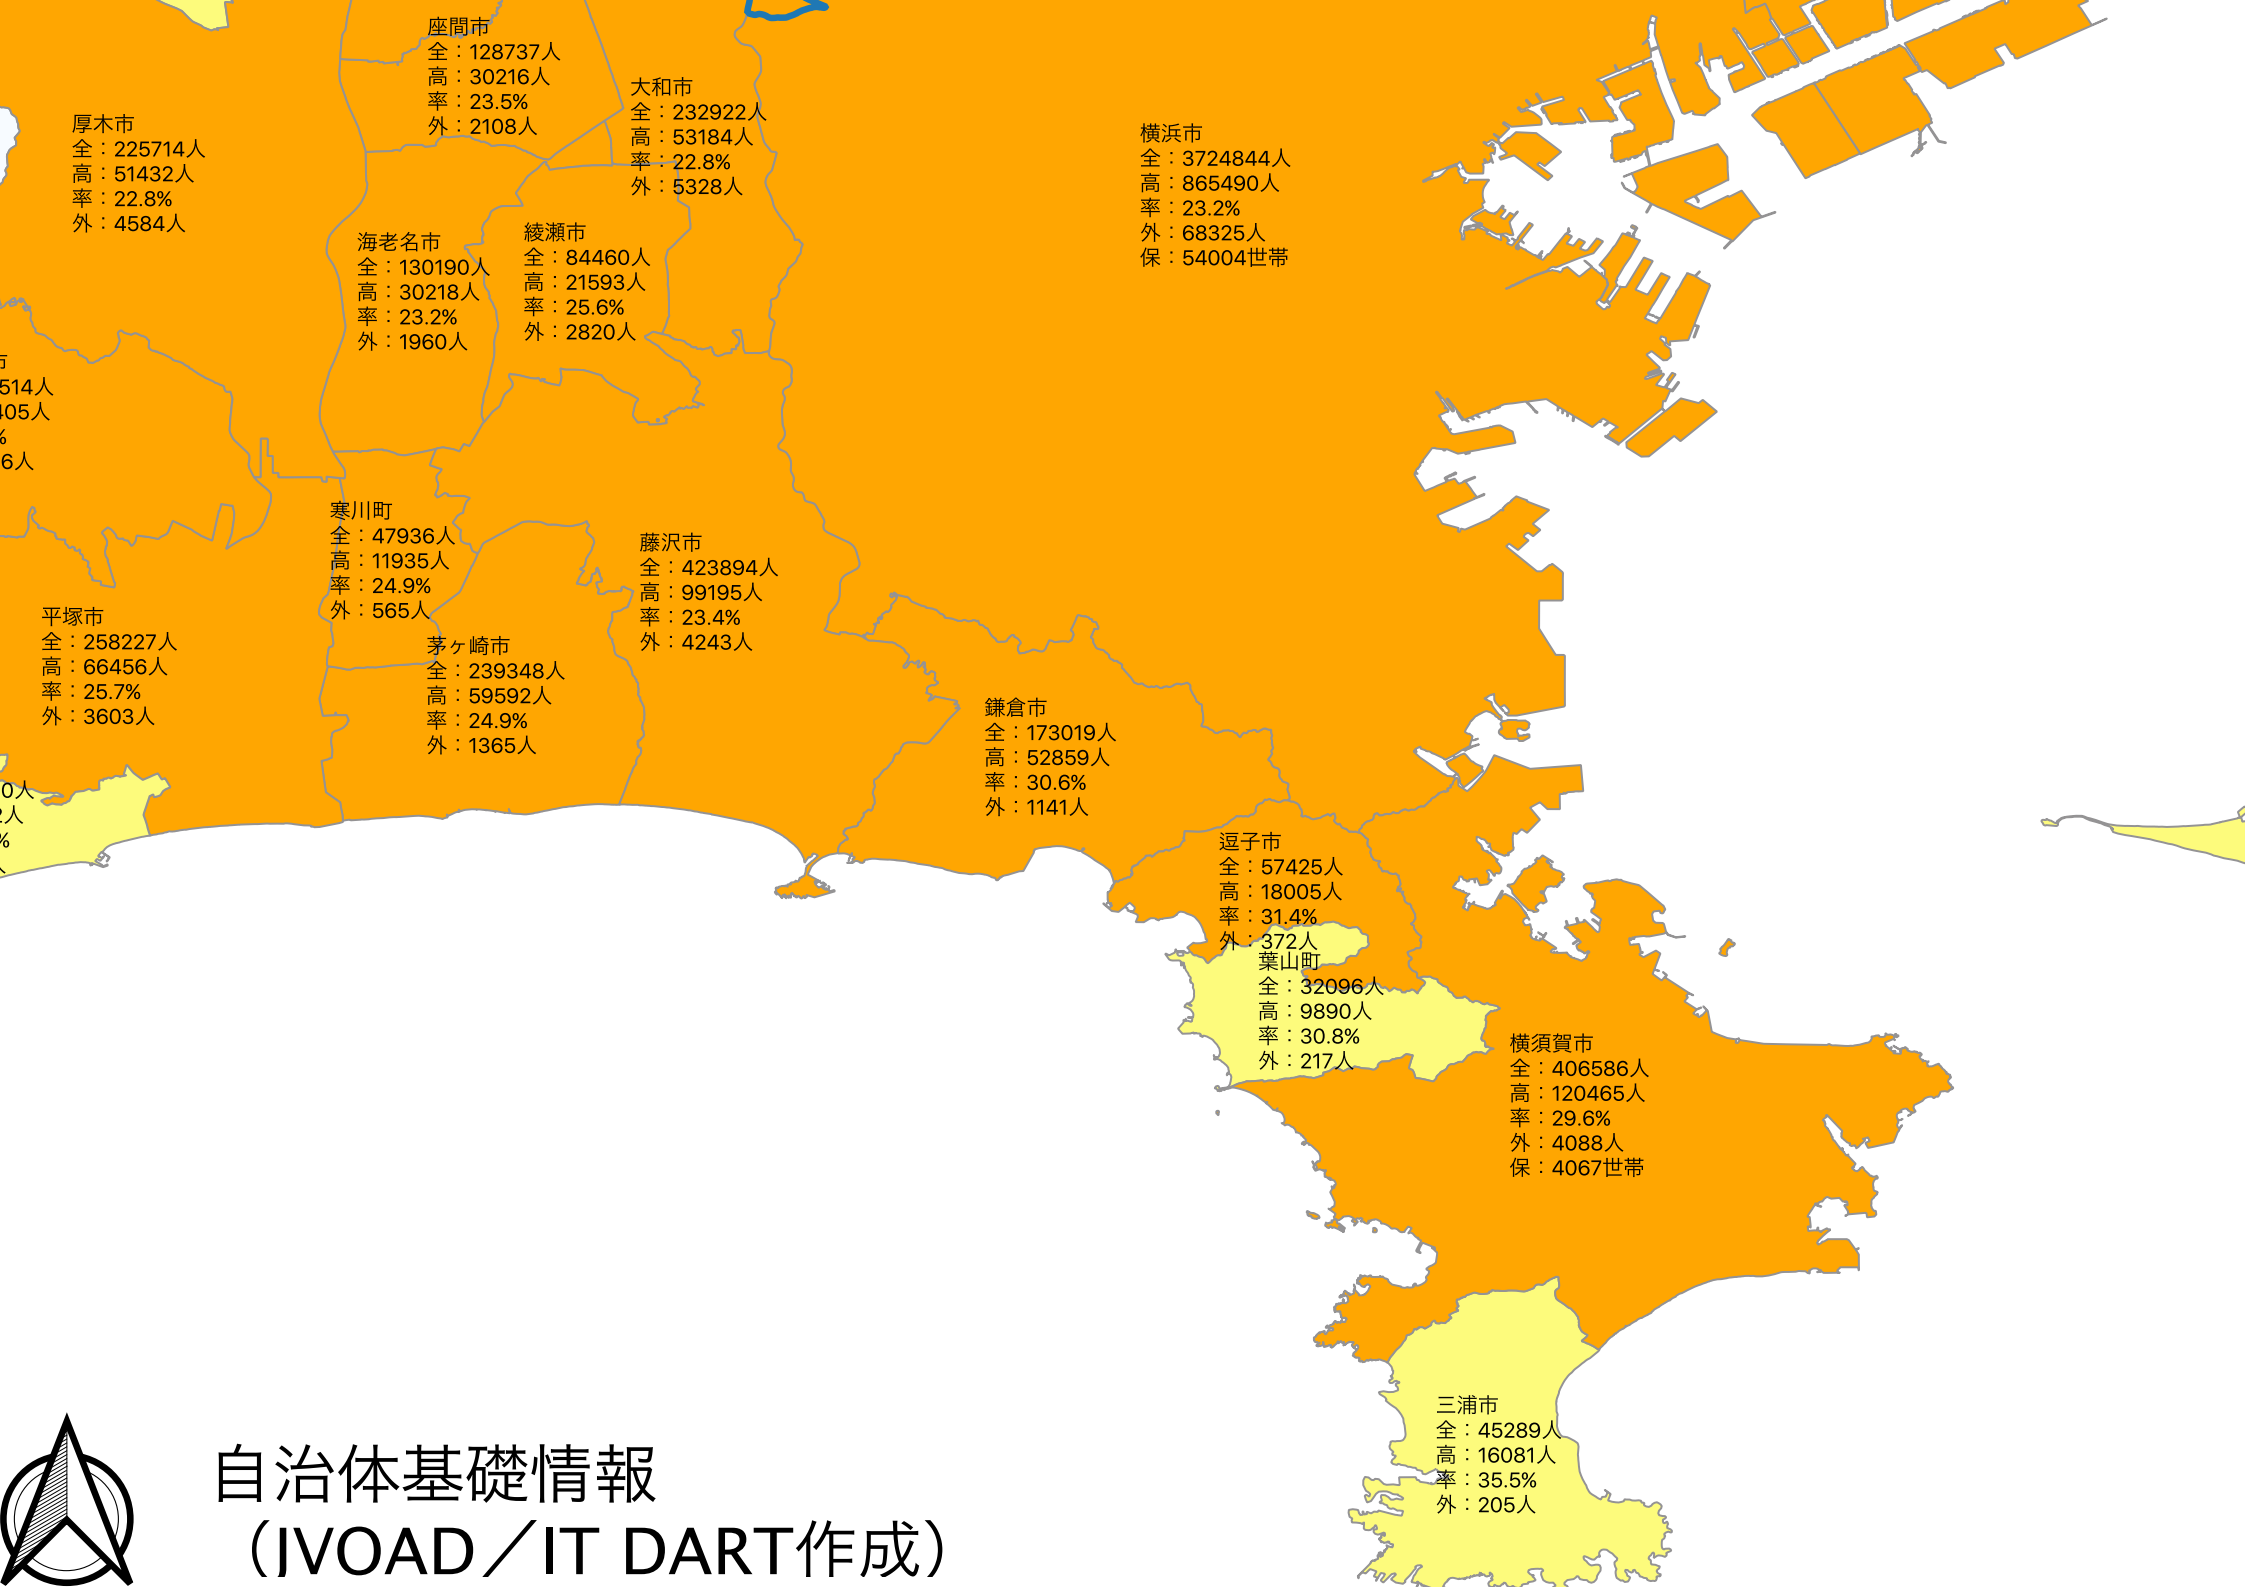 座間市
全：128737人
高：30216人
率：23.5%
外：2108人
大和市
全：232922人
高：53184人
率：22.8%
外：5328人
厚木市
全：225714人
高：51432人
率：22.8%
外：4584人
横浜市
全：3724844人
高：865490人
率：23.2%
外：68325人
保：54004世帯
海老名市
全：130190人
高：30218人
率：23.2%
外：1960人
綾瀬市
全：84460人
高：21593人
率：25.6%
外：2820人
市
514人
405人
%
6人
寒川町
全：47936人
高：11935人
率：24.9%
外：565人
藤沢市
全：423894人
高：99195人
率：23.4%
外：4243人
平塚市
全：258227人
高：66456人
率：25.7%
外：3603人
茅ヶ崎市
全：239348人
高：59592人
率：24.9%
外：1365人
鎌倉市
全：173019人
高：52859人
率：30.6%
外：1141人
0人
2人
%
人
逗子市
全：57425人
高：18005人
率：31.4%
外：372人
葉山町
全：32096人
高：9890人
率：30.8%
外：217人
横須賀市
全：406586人
高：120465人
率：29.6%
外：4088人
保：4067世帯
三浦市
全：45289人
高：16081人
率：35.5%
外：205人
自治体基礎情報
（JVOAD／IT DART作成）